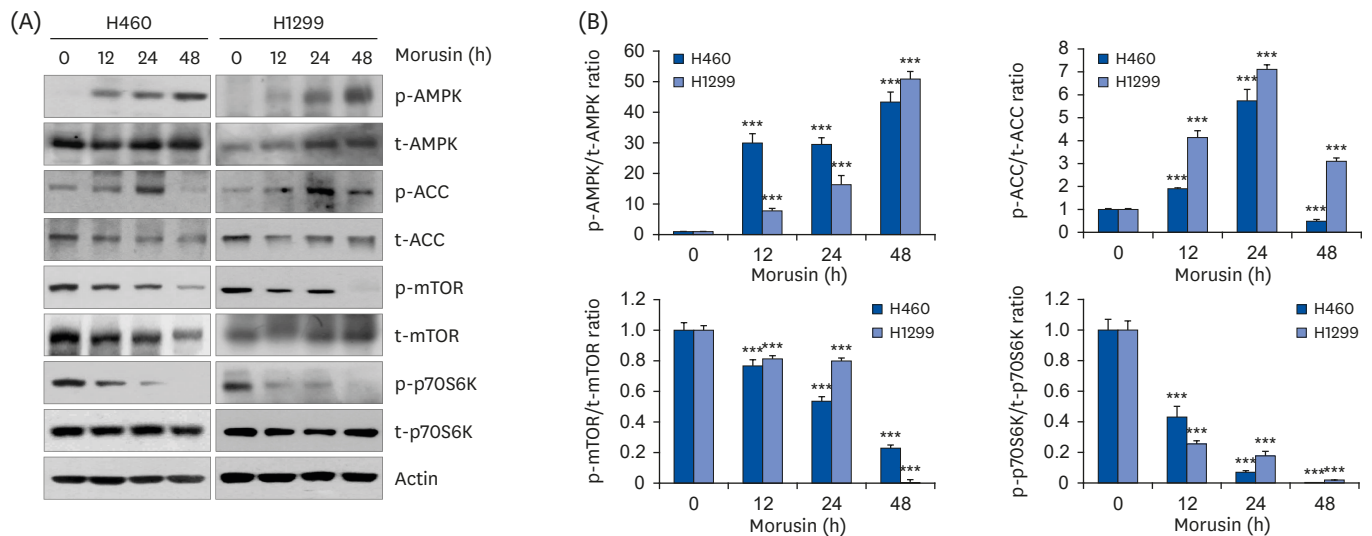 (A)
H460 H1299
0 12 24 48 0 12 24 48 Morusin (h)
p-AMPK
t-AMPK
p-ACC
t-ACC
p-mTOR
t-mTOR
p-p70S6K
t-p70S6K
Actin
(B)
p-AMPK/t-AMPK ratio
60
50
40
30
20
10
0
H460
H1299
*** *** *** *** *** ***
0 12 24 48
Morusin (h)
p-ACC/t-ACC ratio
8
7
6
5
4
3
2
1
0
H460
H1299
*** *** *** *** *** ***
0 12 24 48
Morusin (h)
p-mTOR/t-mTOR ratio
1.2
1.0
0.8
0.6
0.4
0.2
0
H460
H1299
*** *** *** *** *** ***
0 12 24 48
Morusin (h)
p-p70S6K/t-p70S6K ratio
1.2
1.0
0.8
0.6
0.4
0.2
0
H460
H1299
*** *** *** *** *** ***
0 12 24 48
Morusin (h)